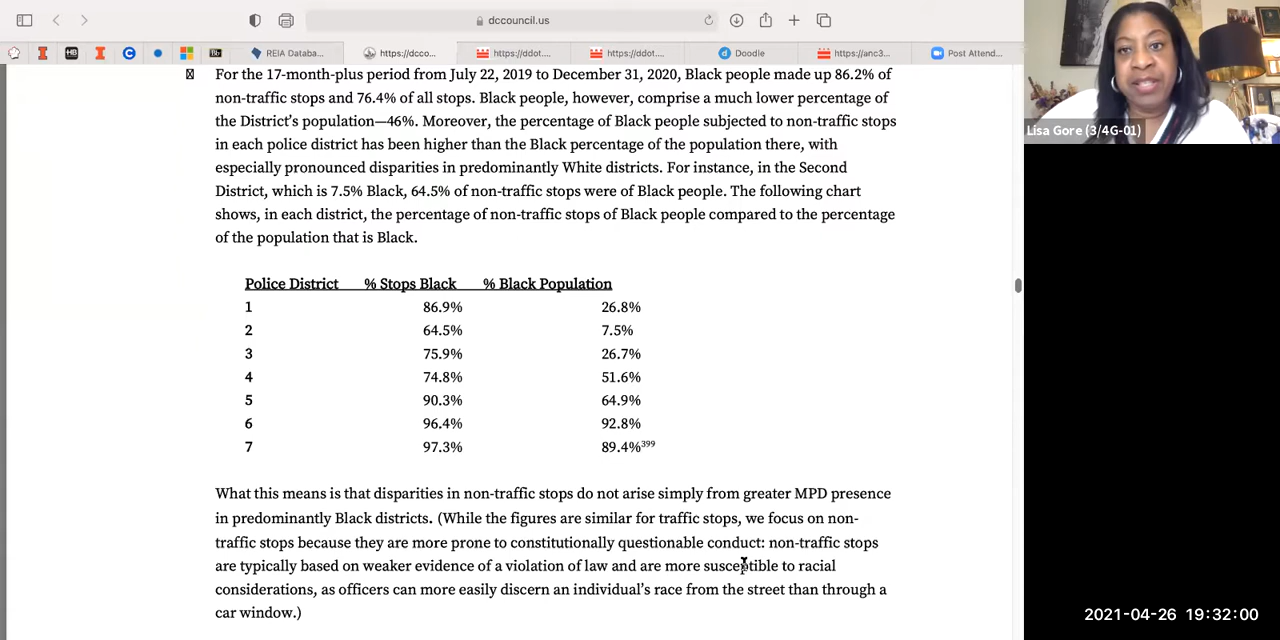 dccouncil.us
HB
REIA Databa...
https://dcco...
https://ddot....
https://ddot....
Doodle
https://anc3...
Post Attend...
Lisa Gore (3/4G-01)
For the 17-month-plus period from July 22, 2019 to December 31, 2020, Black people made up 86.2% of
non-traffic stops and 76.4% of all stops. Black people, however, comprise a much lower percentage of
the District's population—46%. Moreover, the percentage of Black people subjected to non-traffic stops
in each police district has been higher than the Black percentage of the population there, with
especially pronounced disparities in predominantly White districts. For instance, in the Second
District, which is 7.5% Black, 64.5% of non-traffic stops were of Black people. The following chart
shows, in each district, the percentage of non-traffic stops of Black people compared to the percentage
of the population that is Black.
Police District % Stops Black % Black Population
1 86.9% 26.8%
2 64.5% 7.5%
3 75.9% 26.7%
4 74.8% 51.6%
5 90.3% 64.9%
6 96.4% 92.8%
7 97.3% 89.4%399
What this means is that disparities in non-traffic stops do not arise simply from greater MPD presence
in predominantly Black districts. (While the figures are similar for traffic stops, we focus on non-
traffic stops because they are more prone to constitutionally questionable conduct: non-traffic stops
are typically based on weaker evidence of a violation of law and are more susceptible to racial
considerations, as officers can more easily discern an individual's race from the street than through a
car window.)
2021-04-26 19:32:00